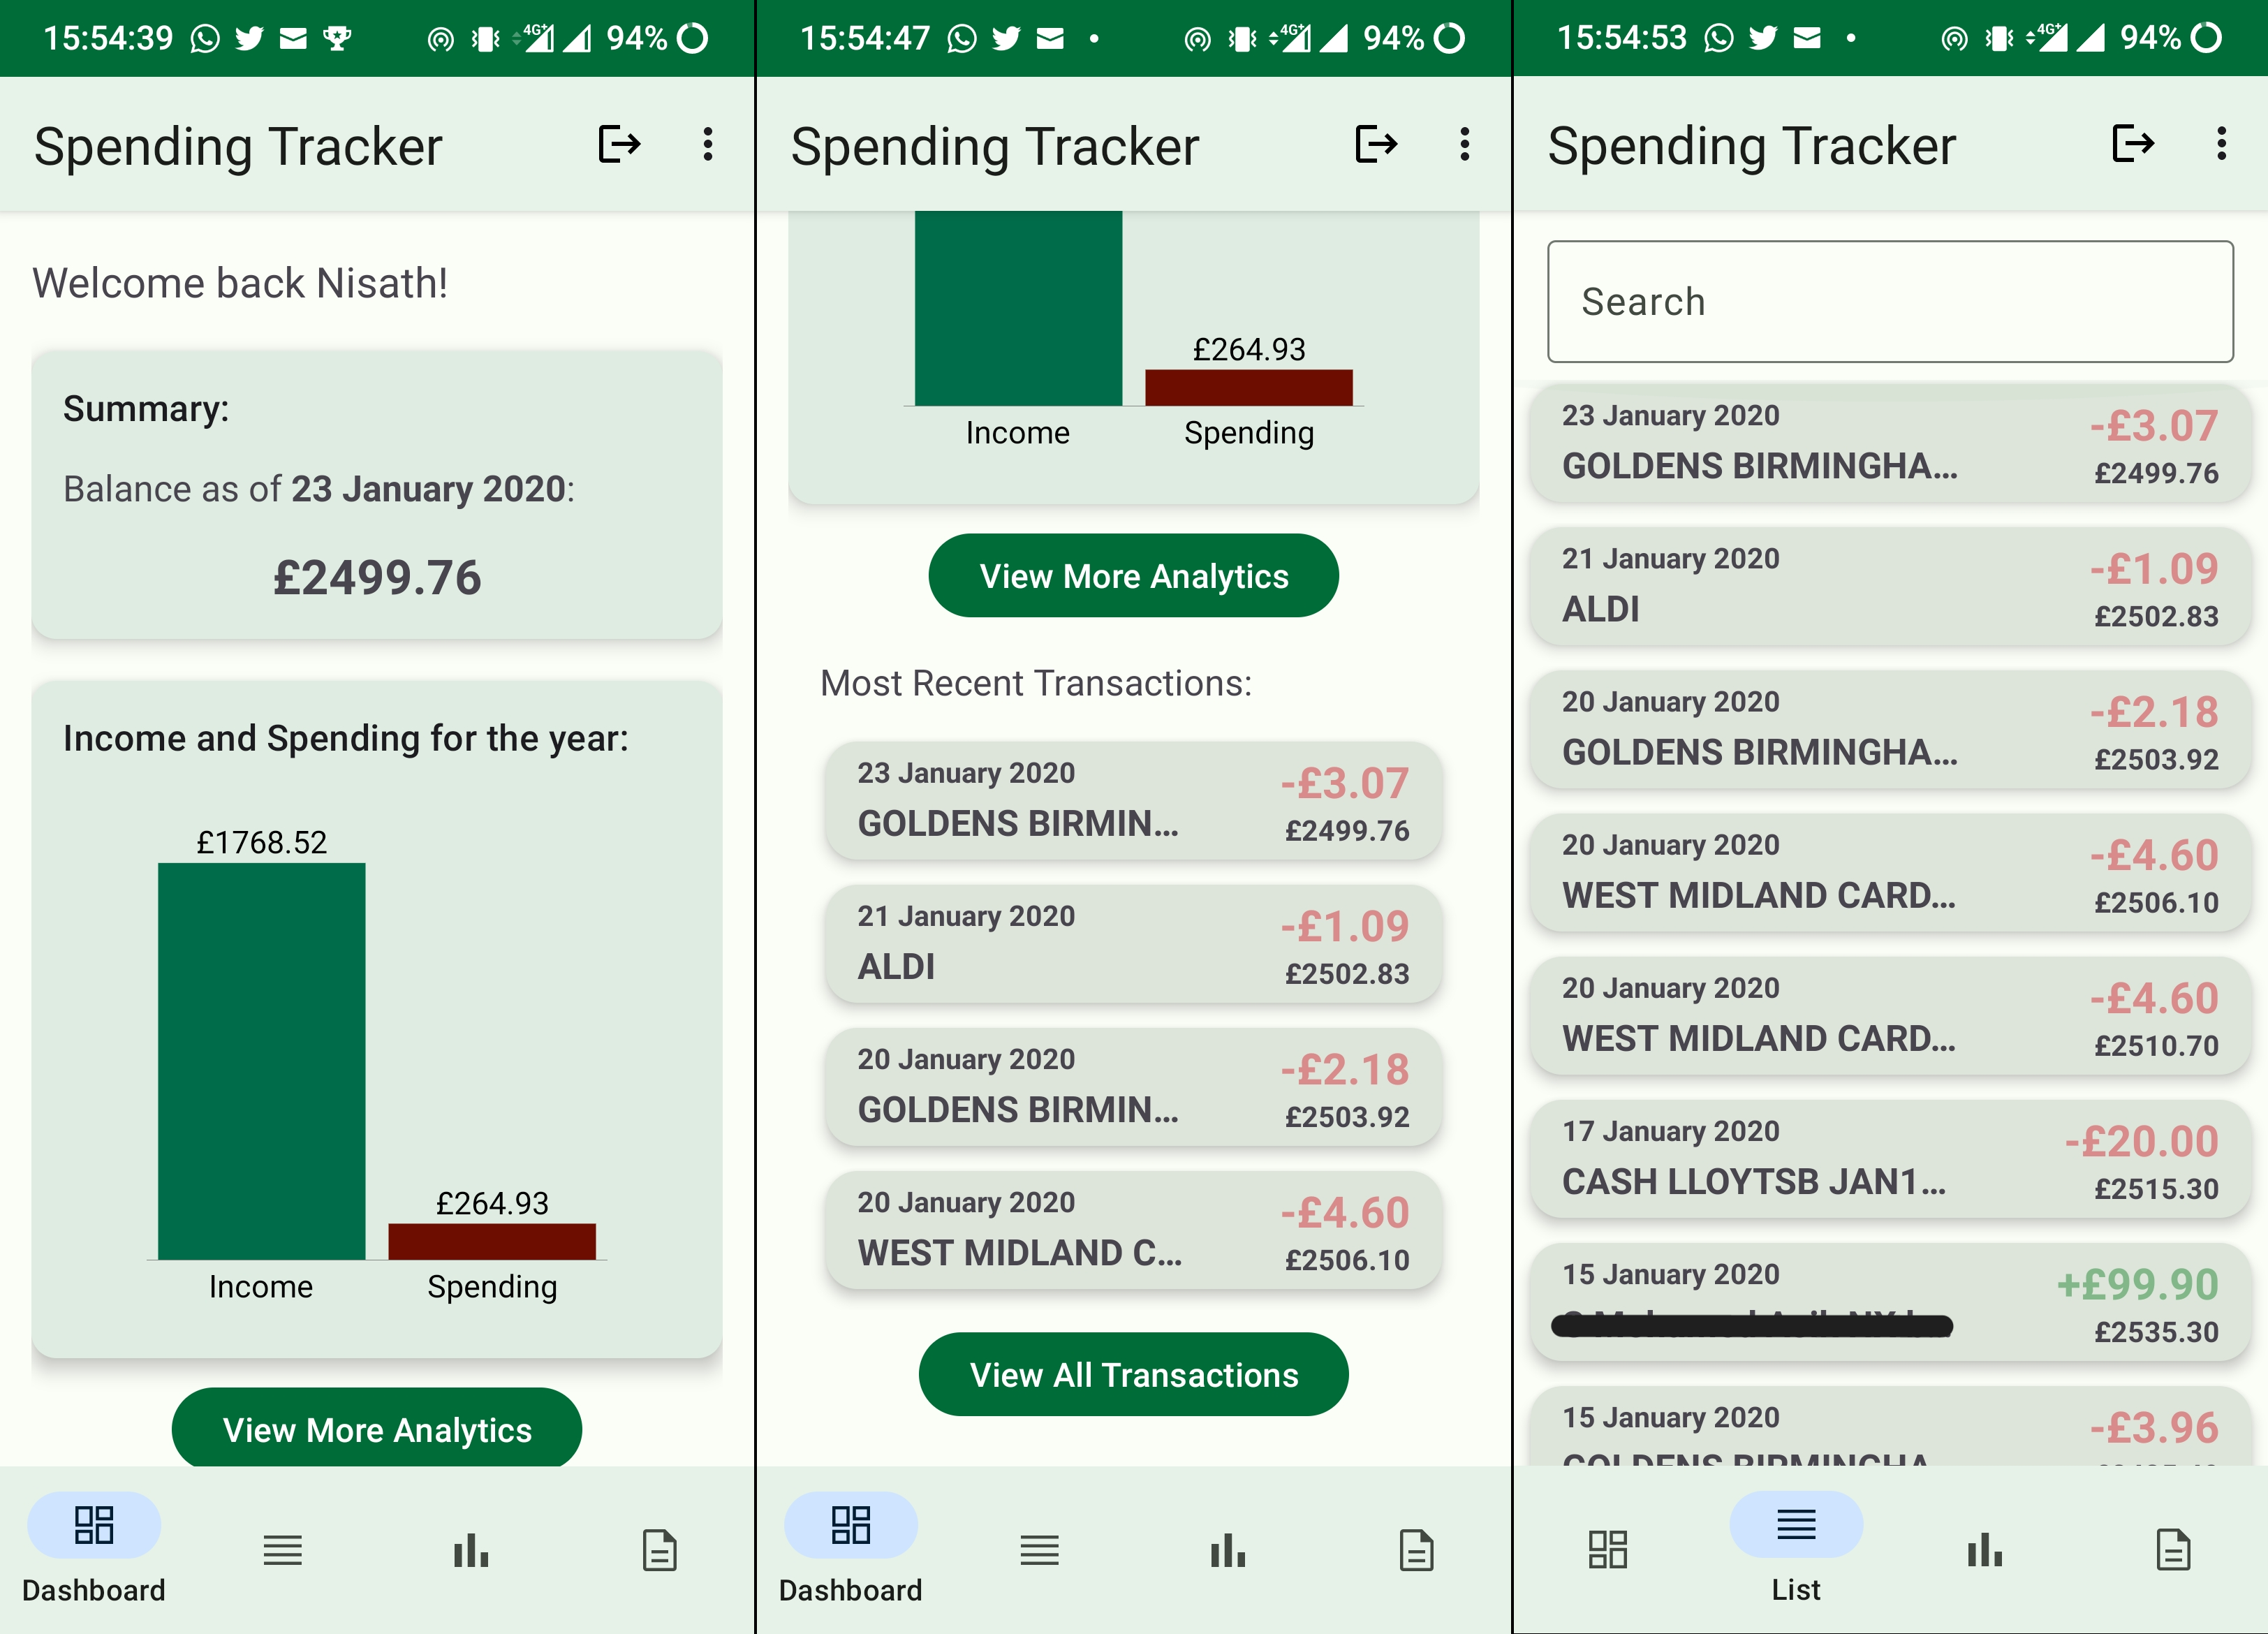 15:54:39 4G+ 94%
Spending Tracker
Welcome back Nisath!
Summary:
Balance as of 23 January 2020:
£2499.76
Income and Spending for the year:
£1768.52
£264.93
Income Spending
View More Analytics
Dashboard
15:54:47 4G+ 94%
Spending Tracker
£264.93
Income Spending
View More Analytics
Most Recent Transactions:
23 January 2020 -£3.07
GOLDENS BIRMIN... £2499.76
21 January 2020 -£1.09
ALDI £2502.83
20 January 2020 -£2.18
GOLDENS BIRMIN... £2503.92
20 January 2020 -£4.60
WEST MIDLAND C... £2506.10
View All Transactions
Dashboard
15:54:53 4G+ 94%
Spending Tracker
Search
23 January 2020 -£3.07
GOLDENS BIRMINGHA... £2499.76
21 January 2020 -£1.09
ALDI £2502.83
20 January 2020 -£2.18
GOLDENS BIRMINGHA... £2503.92
20 January 2020 -£4.60
WEST MIDLAND CARD... £2506.10
20 January 2020 -£4.60
WEST MIDLAND CARD... £2510.70
17 January 2020 -£20.00
CASH LLOYTSB JAN1... £2515.30
15 January 2020 +£99.90
£2535.30
15 January 2020 -£3.96
GOLDENS BIRMINGHA
List